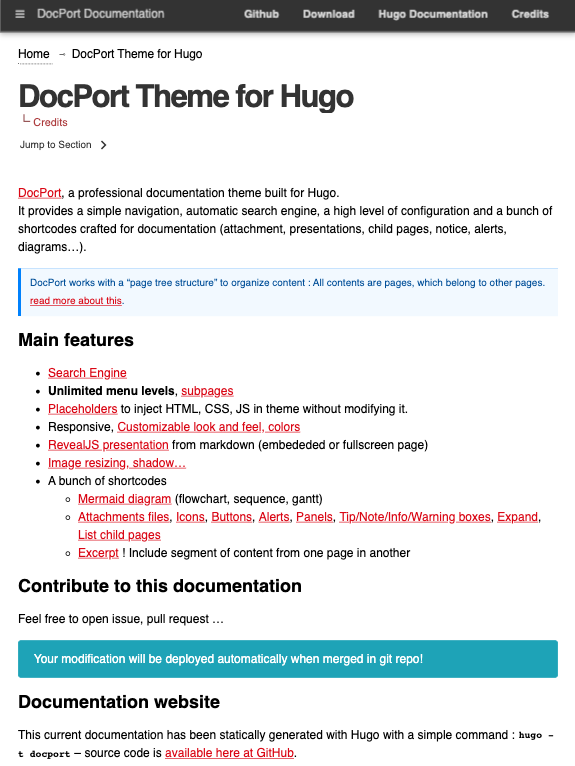 DocPort Documentation Github Download Hugo Documentation Credits
Home → DocPort Theme for Hugo
DocPort Theme for Hugo
Credits
Jump to Section
DocPort, a professional documentation theme built for Hugo.
It provides a simple navigation, automatic search engine, a high level of configuration and a bunch of
shortcodes crafted for documentation (attachment, presentations, child pages, notice, alerts,
diagrams…).
DocPort works with a “page tree structure” to organize content : All contents are pages, which belong to other pages.
read more about this.
Main features
• Search Engine
• Unlimited menu levels, subpages
• Placeholders to inject HTML, CSS, JS in theme without modifying it.
• Responsive, Customizable look and feel, colors
• RevealJS presentation from markdown (embededed or fullscreen page)
• Image resizing, shadow…
• A bunch of shortcodes
◦ Mermaid diagram (flowchart, sequence, gantt)
◦ Attachments files, Icons, Buttons, Alerts, Panels, Tip/Note/Info/Warning boxes, Expand,
List child pages
◦ Excerpt ! Include segment of content from one page in another
Contribute to this documentation
Feel free to open issue, pull request …
Your modification will be deployed automatically when merged in git repo!
Documentation website
This current documentation has been statically generated with Hugo with a simple command : hugo -
t docport – source code is available here at GitHub.